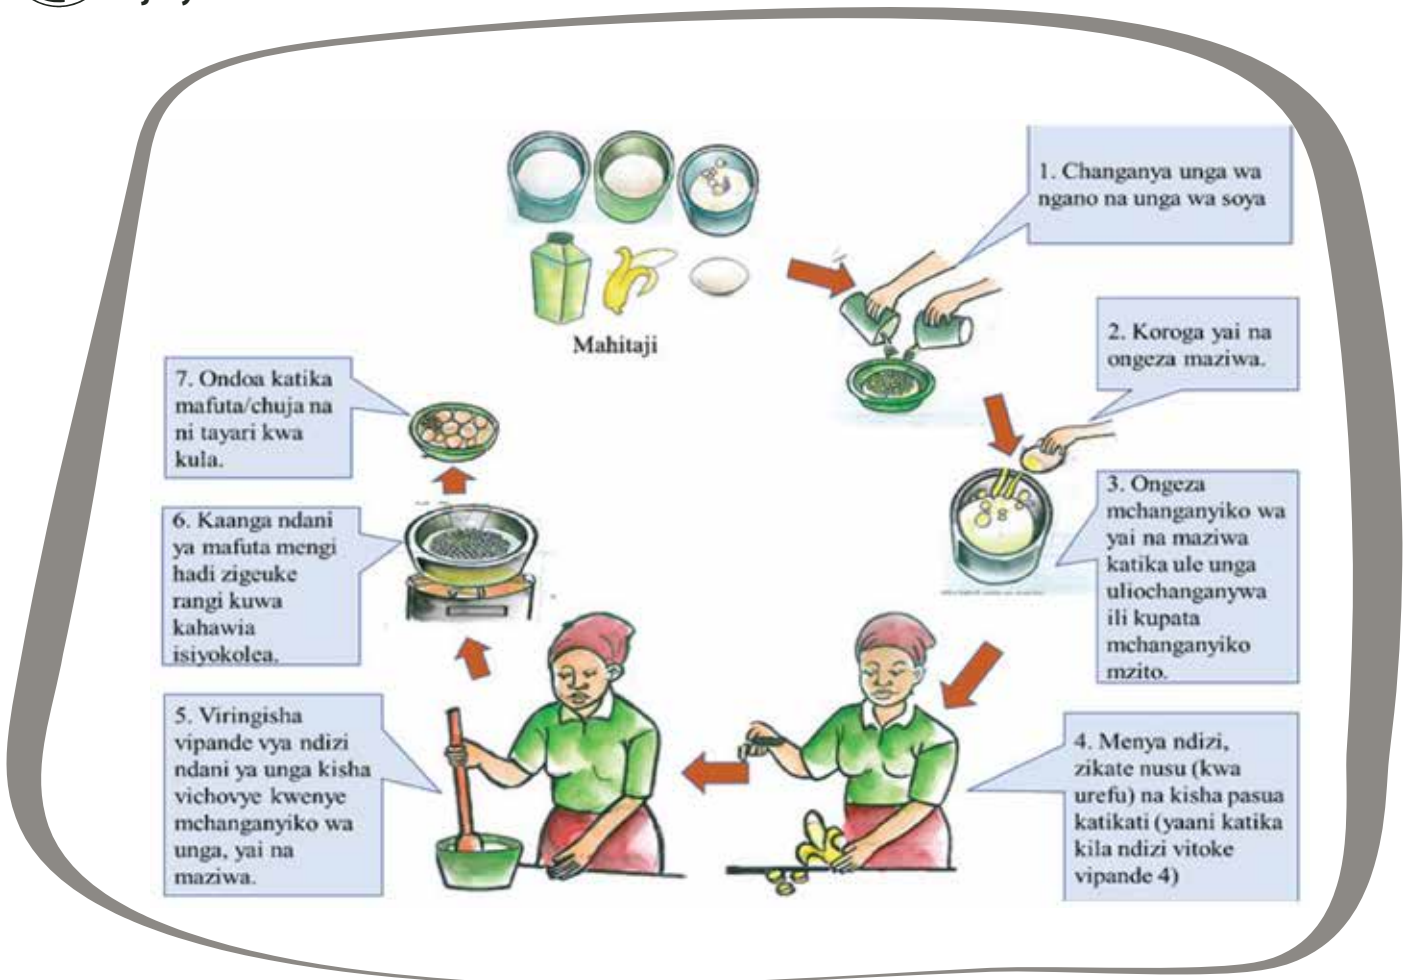 Mahitaji
1. Changanya unga wa
ngano na unga wa soya
2. Koroga yai na
ongeza maziwa.
3. Ongeza
mchanganyiko wa
yai na maziwa
katika ule unga
uliochanganywa
ili kupata
mchanganyiko
mzito.
4. Menya ndizi,
zikate nusu (kwa
urefu) na kisha pasua
katikati (yaani katika
kila ndizi vitoke
vipande 4)
5. Viringisha
vipande vya ndizi
ndani ya unga kisha
vichovye kwenye
mchanganyiko wa
unga, yai na
maziwa.
6. Kaanga ndani
ya mafuta mengi
hadi zigeuke
rangi kuwa
kahawia
isiyokolea.
7. Ondoa katika
mafuta/chuja na
ni tayari kwa
kula.